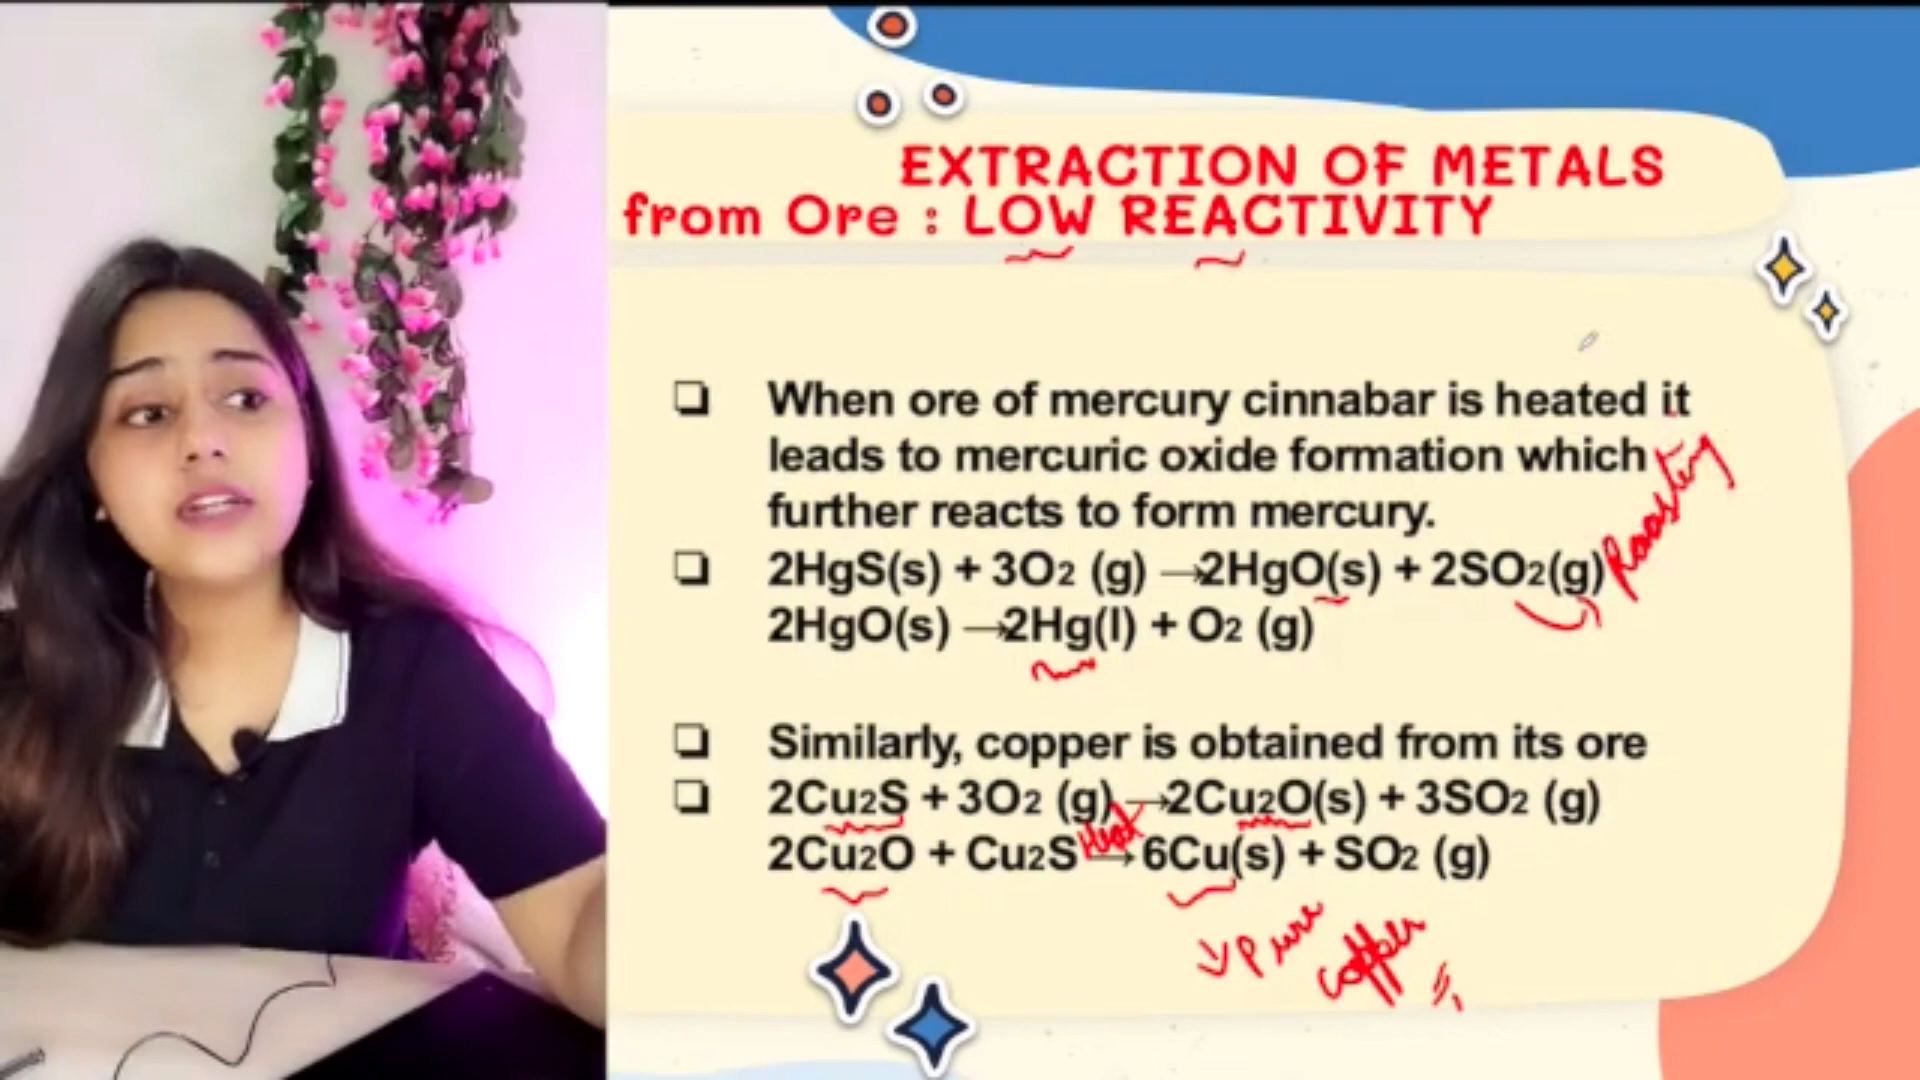 EXTRACTION OF METALS
from Ore : LOW REACTIVITY
❑ When ore of mercury cinnabar is heated it
leads to mercuric oxide formation which
further reacts to form mercury.
Roasting
❑ 2HgS(s) + 3O2 (g) →2HgO(s) + 2SO2(g)
2HgO(s) →2Hg(l) + O2 (g)
❑ Similarly, copper is obtained from its ore
❑ 2Cu2S + 3O2 (g) →2Cu2O(s) + 3SO2 (g)
Heat
2Cu2O + Cu2S → 6Cu(s) + SO2 (g)
↓ Pure
copper